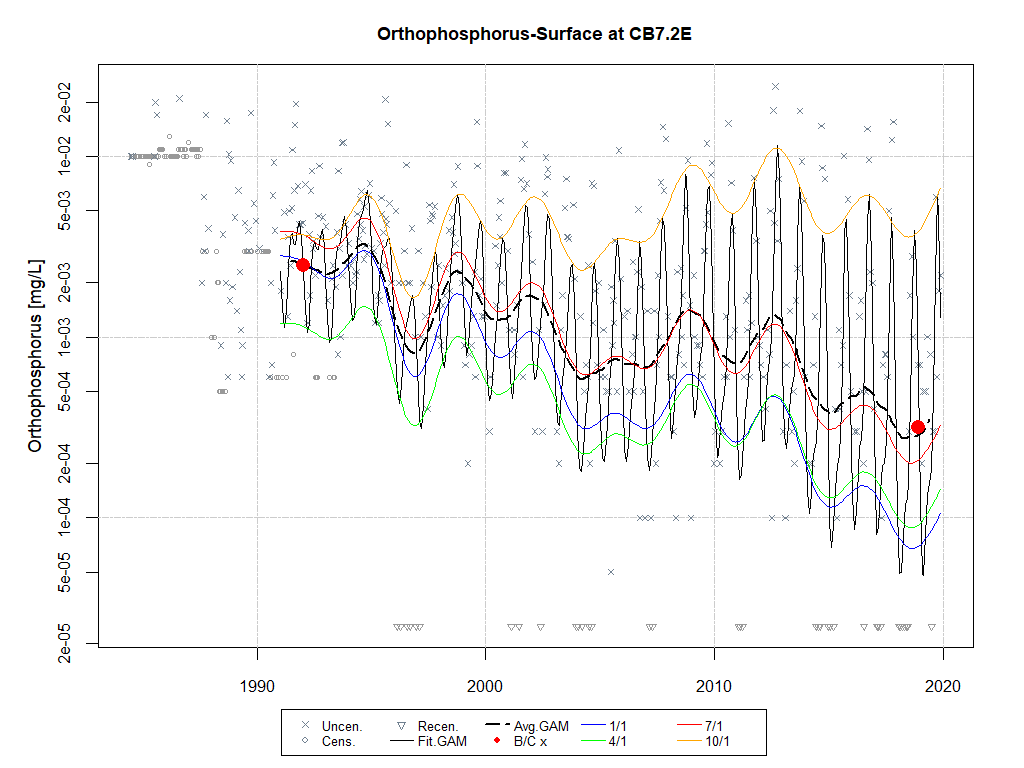 Orthophosphorus-Surface at CB7.2E
Orthophosphorus [mg/L]
2e-02
1e-02
5e-03
2e-03
1e-03
5e-04
2e-04
1e-04
5e-05
2e-05
1990 2000 2010 2020
Uncen. Recen. Avg.GAM 1/1 7/1
Cens. Fit.GAM B/C x 4/1 10/1